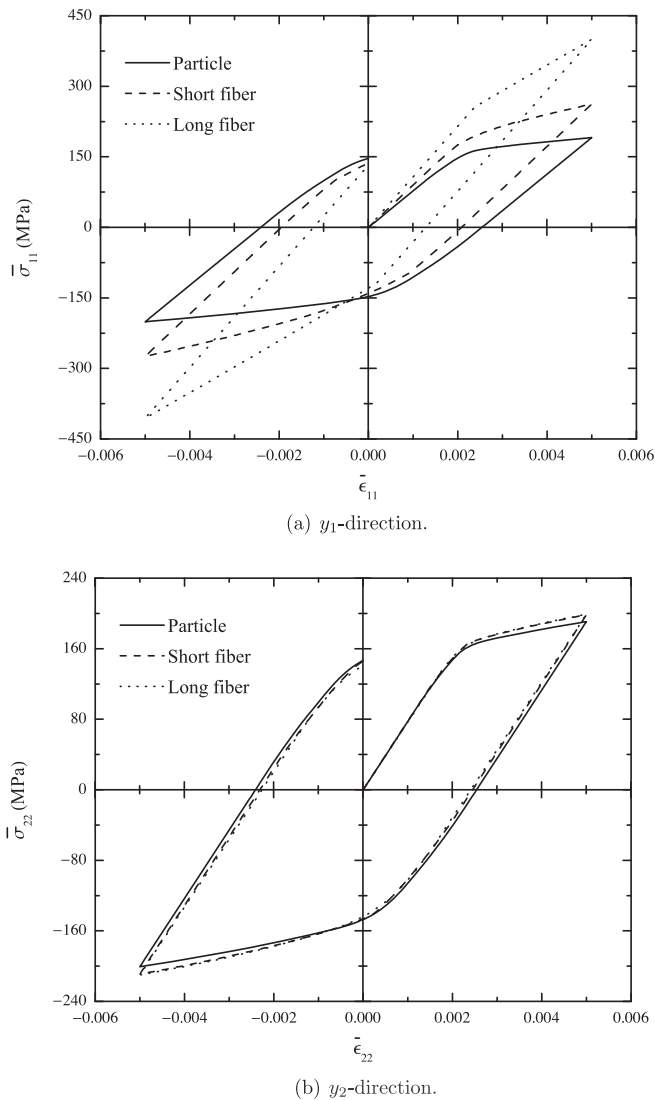 450
300
150
0
−150
−300
−450
σ̄₁₁ (MPa)
Particle
Short fiber
Long fiber
−0.006 −0.004 −0.002 0.000 0.002 0.004 0.006
ϵ̄₁₁
(a) y₁-direction.
240
160
80
0
−80
−160
−240
σ̄₂₂ (MPa)
Particle
Short fiber
Long fiber
−0.006 −0.004 −0.002 0.000 0.002 0.004 0.006
ϵ̄₂₂
(b) y₂-direction.